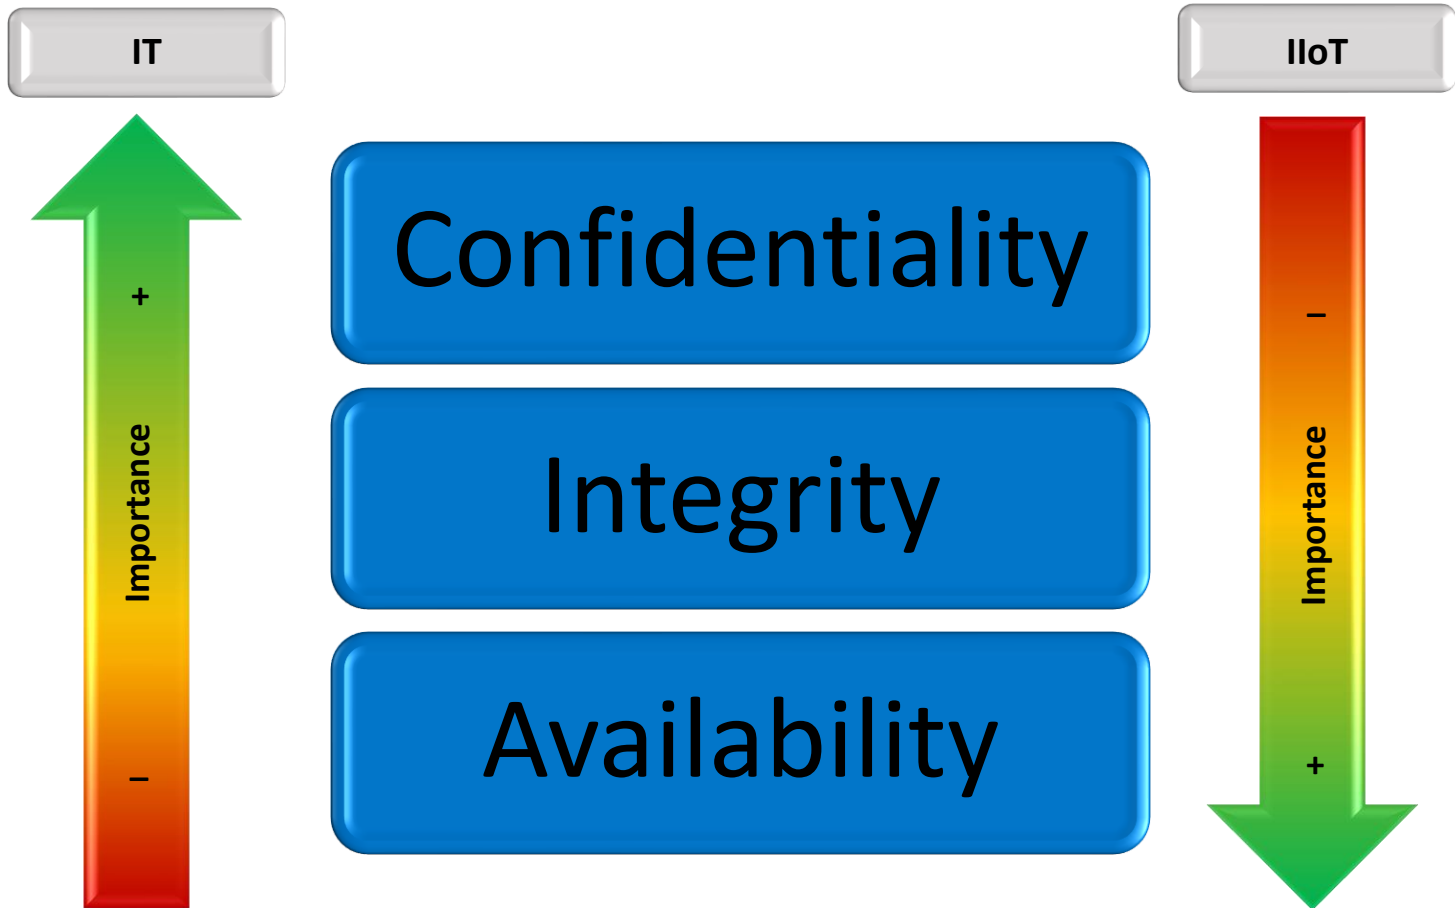 IT
IIoT
Confidentiality
+
–
Importance
Importance
Integrity
Availability
–
+